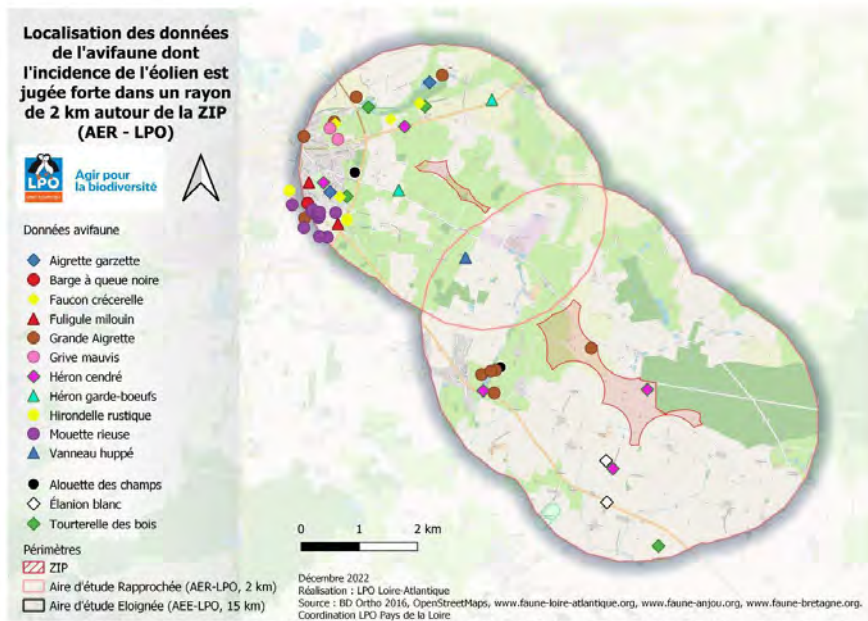 Localisation des données
de l'avifaune dont
l'incidence de l'éolien est
jugée forte dans un rayon
de 2 km autour de la ZIP
(AER - LPO)
LPO
Agir pour
la biodiversité
Données avifaune
Aigrette garzette
Barge à queue noire
Faucon crécerelle
Fuligule milouin
Grande Aigrette
Grive mauvis
Héron cendré
Héron garde-boeufs
Hirondelle rustique
Mouette rieuse
Vanneau huppé
Alouette des champs
Élanion blanc
Tourterelle des bois
Périmètres
ZIP
Aire d'étude Rapprochée (AER-LPO, 2 km)
Aire d'étude Eloignée (AEE-LPO, 15 km)
0 1 2 km
Décembre 2022
Réalisation : LPO Loire-Atlantique
Source : BD Ortho 2016, OpenStreetMaps, www.faune-loire-atlantique.org, www.faune-anjou.org, www.faune-bretagne.org.
Coordination LPO Pays de la Loire